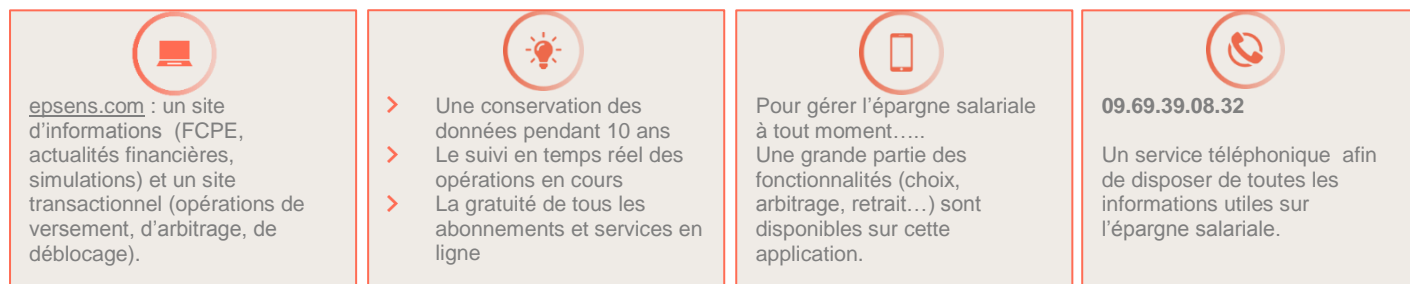 epsens.com : un site
d'informations  (FCPE,
actualités financières,
simulations) et un site
transactionnel (opérations de
versement, d'arbitrage, de
déblocage).
Une conservation des
données pendant 10 ans
Le suivi en temps réel des
opérations en cours
La gratuité de tous les
abonnements et services en
ligne
Pour gérer l'épargne salariale
à tout moment…..
Une grande partie des
fonctionnalités (choix,
arbitrage, retrait…) sont
disponibles sur cette
application.
09.69.39.08.32
Un service téléphonique  afin
de disposer de toutes les
informations utiles sur
l'épargne salariale.